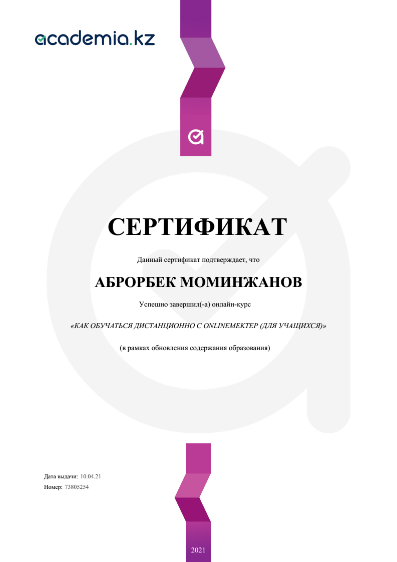 academia.kz
СЕРТИФИКАТ
Данный сертификат подтверждает, что
АБРОРБЕК МОМИНЖАНОВ
Успешно завершил(-а) онлайн-курс
«КАК ОБУЧАТЬСЯ ДИСТАНЦИОННО С ONLINEMEKTEP (ДЛЯ УЧАЩИХСЯ)»
(в рамках обновления содержания образования)
Дата выдачи: 10.04.21
Номер: 73805254
2021